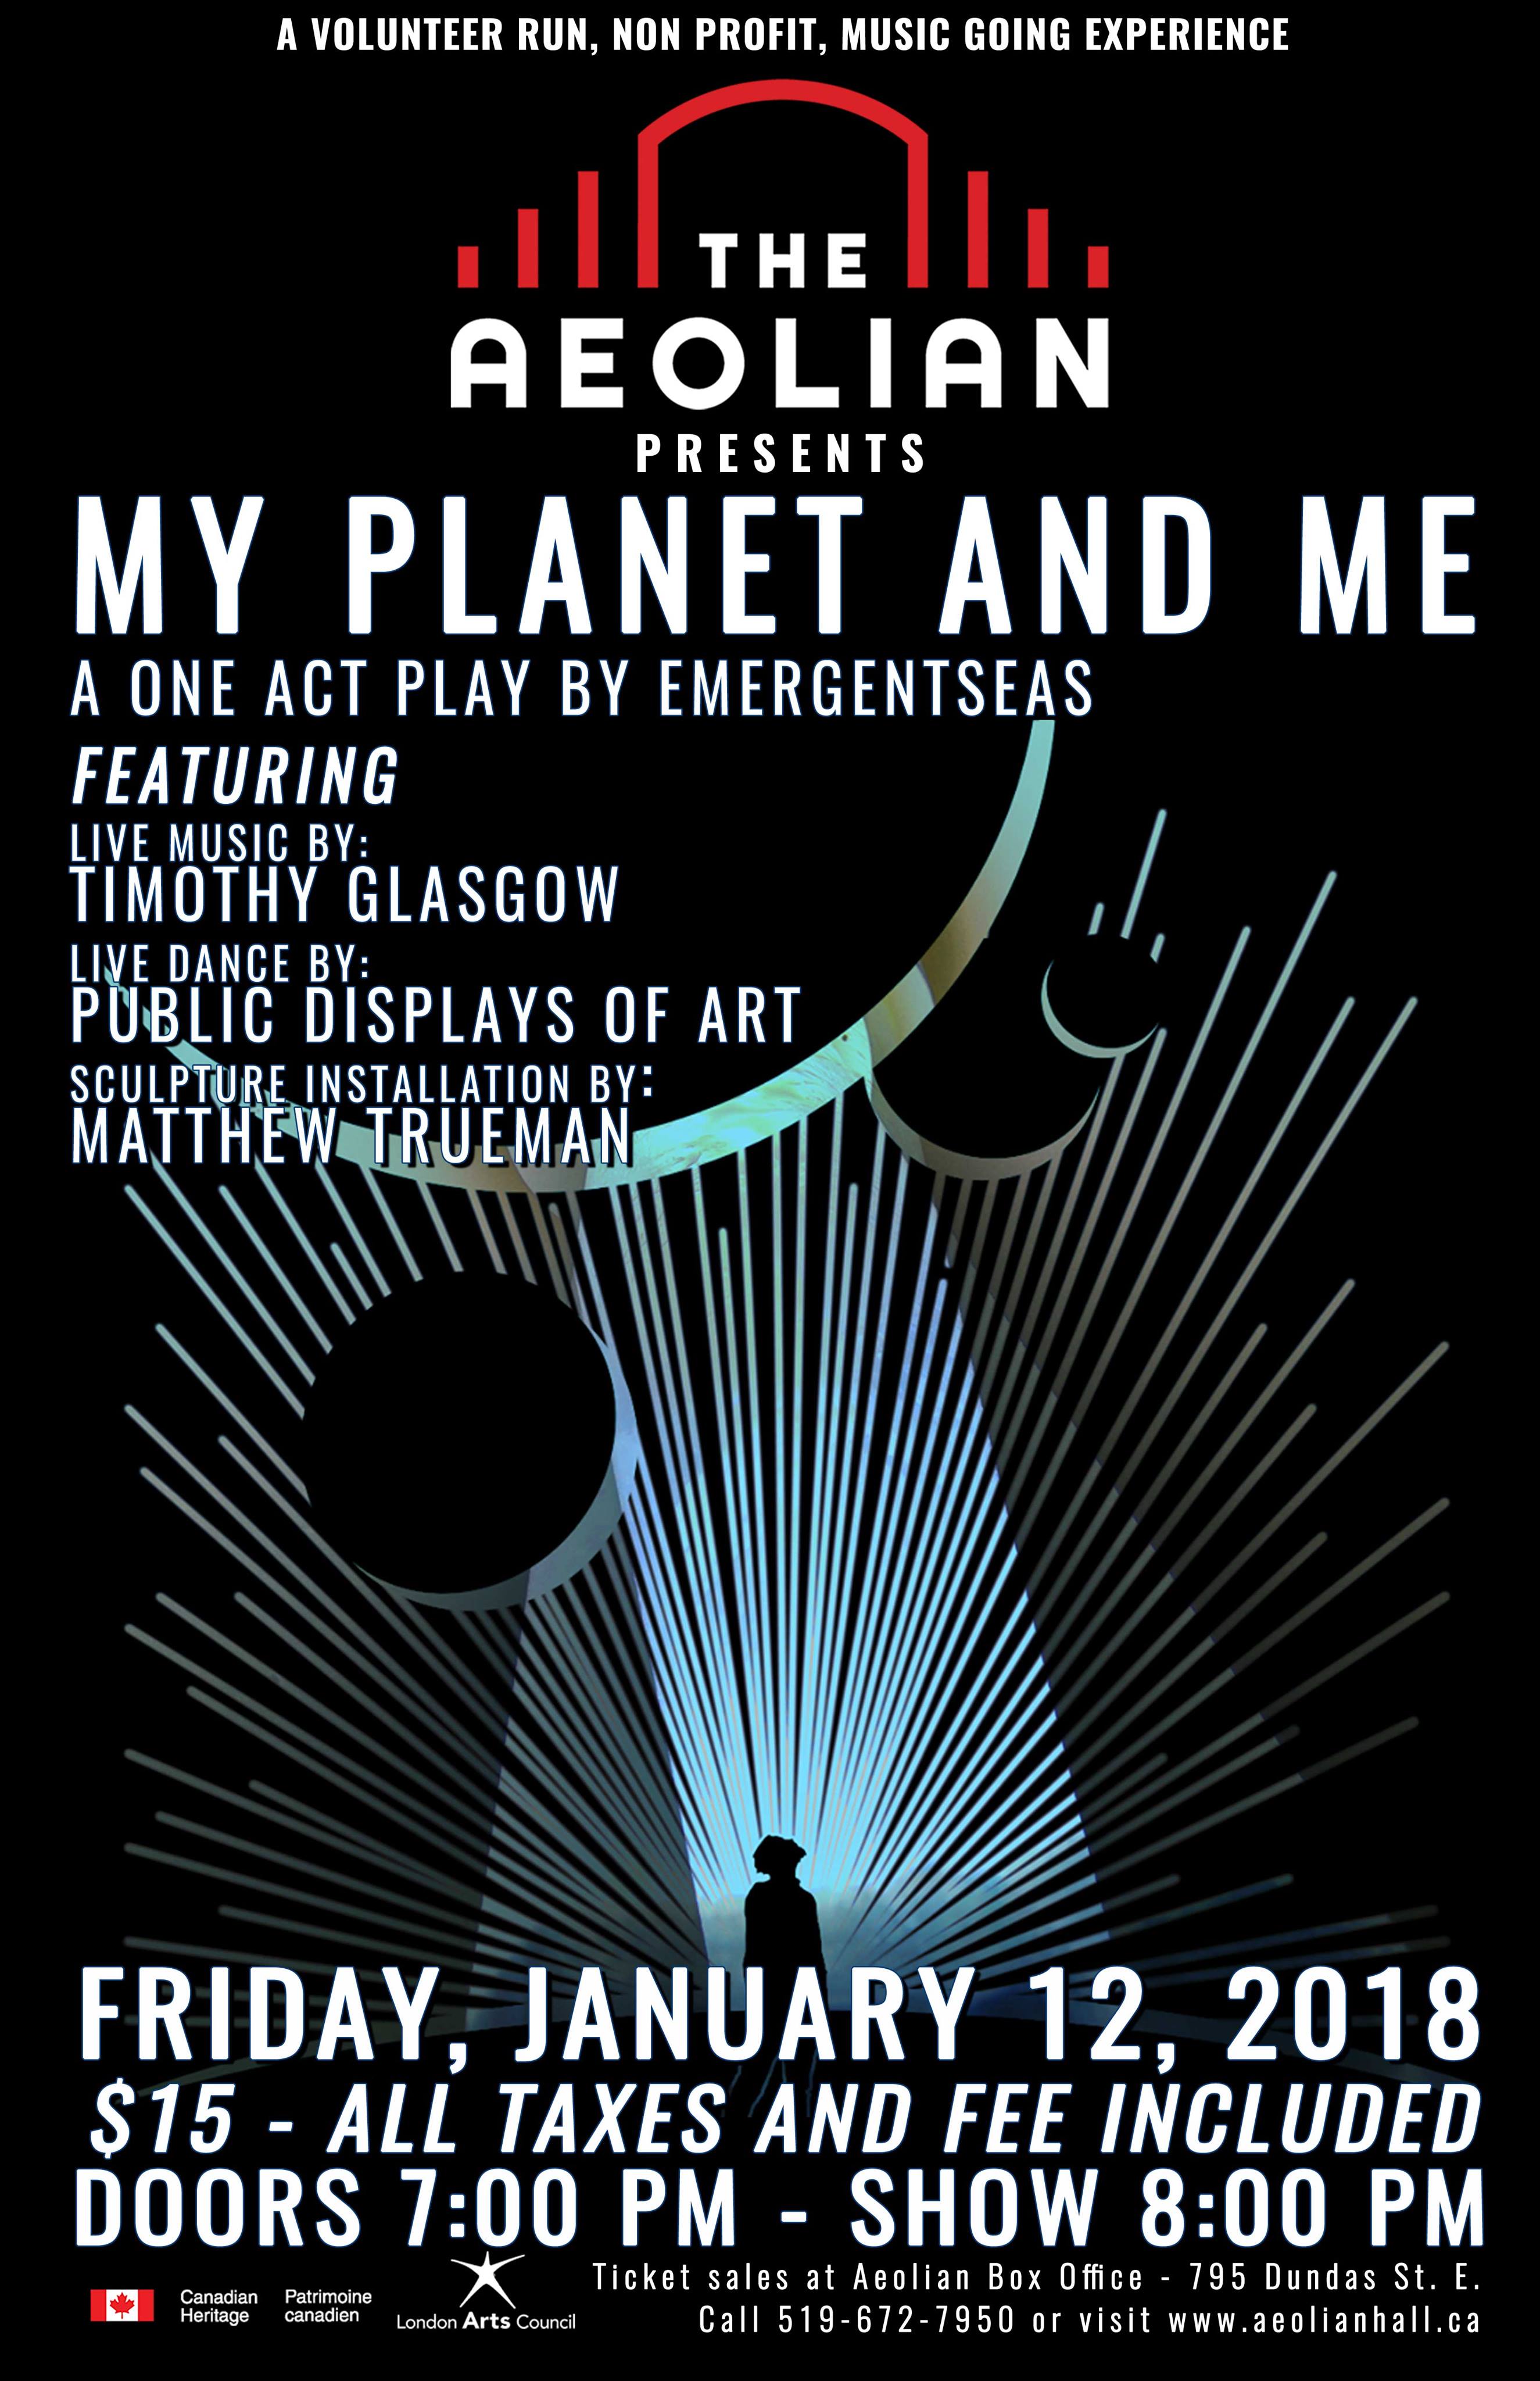 A VOLUNTEER RUN, NON PROFIT, MUSIC GOING EXPERIENCE
THE
AEOLIAN
PRESENTS
MY PLANET AND ME
A ONE ACT PLAY BY EMERGENTSEAS
FEATURING
LIVE MUSIC BY:
TIMOTHY GLASGOW
LIVE DANCE BY:
PUBLIC DISPLAYS OF ART
SCULPTURE INSTALLATION BY:
MATTHEW TRUEMAN
FRIDAY, JANUARY 12, 2018
$15 - ALL TAXES AND FEE INCLUDED
DOORS 7:00 PM - SHOW 8:00 PM
Canadian Heritage
Patrimoine canadien
London Arts Council
Ticket sales at Aeolian Box Office - 795 Dundas St. E.
Call 519-672-7950 or visit www.aeolianhall.ca